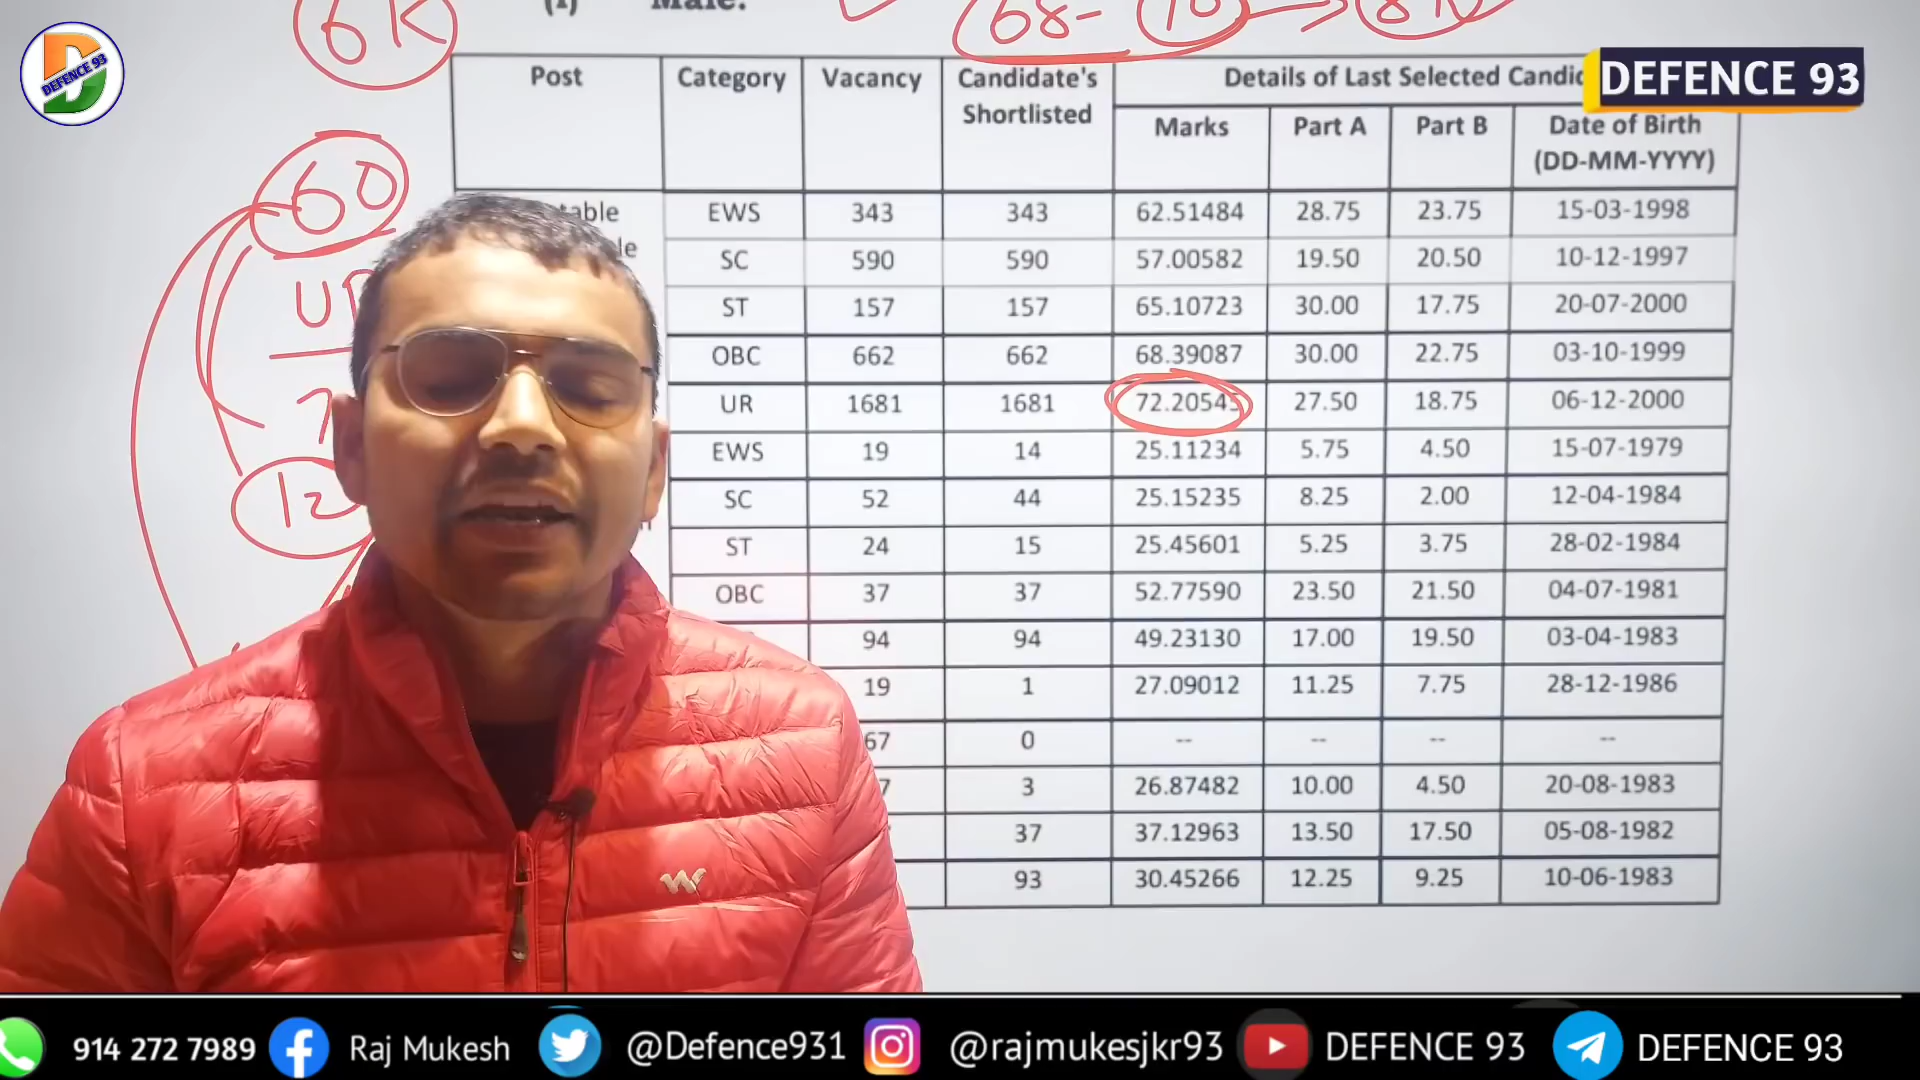 6K
(i) Male:
68-
10
8K
DEFENCE 93
DEFENCE 93
Post Category Vacancy Candidate's Shortlisted Details of Last Selected
Marks Part A Part B Date of Birth (DD-MM-YYYY)
60
12
EWS 343 343 62.51484 28.75 23.75 15-03-1998
SC 590 590 57.00582 19.50 20.50 10-12-1997
ST 157 157 65.10723 30.00 17.75 20-07-2000
OBC 662 662 68.39087 30.00 22.75 03-10-1999
UR 1681 1681 72.2054 27.50 18.75 06-12-2000
EWS 19 14 25.11234 5.75 4.50 15-07-1979
SC 52 44 25.15235 8.25 2.00 12-04-1984
ST 24 15 25.45601 5.25 3.75 28-02-1984
OBC 37 37 52.77590 23.50 21.50 04-07-1981
94 94 49.23130 17.00 19.50 03-04-1983
19 1 27.09012 11.25 7.75 28-12-1986
67 0 -- -- -- --
7 3 26.87482 10.00 4.50 20-08-1983
37 37.12963 13.50 17.50 05-08-1982
93 30.45266 12.25 9.25 10-06-1983
914 272 7989 Raj Mukesh @Defence931 @rajmukesjkr93 DEFENCE 93 DEFENCE 93